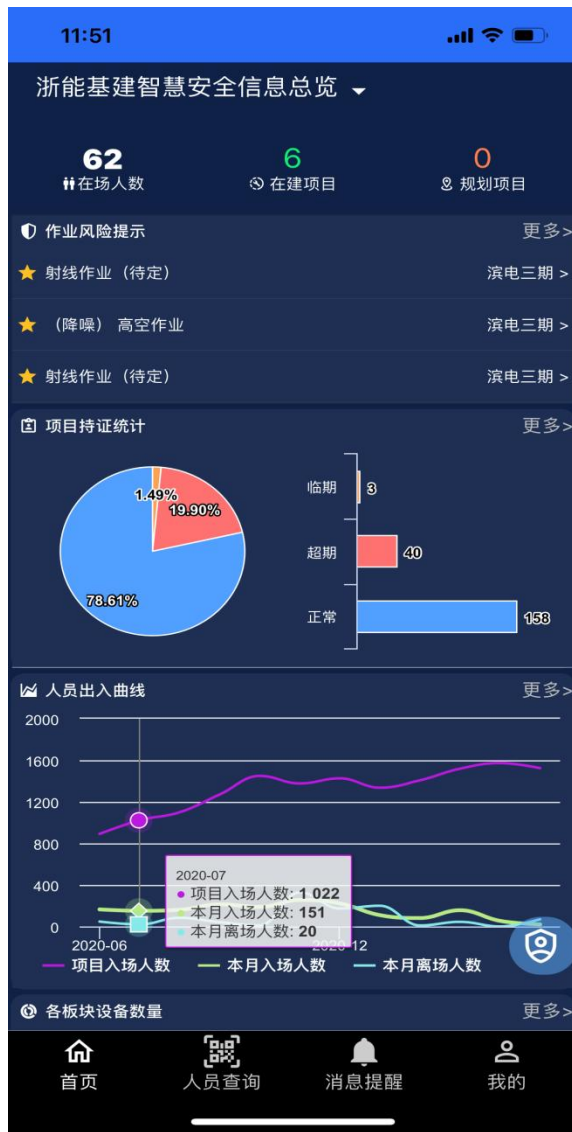 11:51
浙能基建智慧安全信息总览
62
6
0
在场人数
在建项目
规划项目
作业风险提示
更多>
射线作业（待定）
滨电三期 >
（降噪） 高空作业
滨电三期 >
射线作业（待定）
滨电三期 >
项目持证统计
更多>
1.49%
19.90%
78.61%
临期
3
超期
40
正常
158
人员出入曲线
更多>
2000
1600
1200
800
400
0
2020-07
项目入场人数: 1 022
本月入场人数: 151
本月离场人数: 20
2020-06
2020-12
项目入场人数
本月入场人数
本月离场人数
各板块设备数量
更多>
首页
人员查询
消息提醒
我的